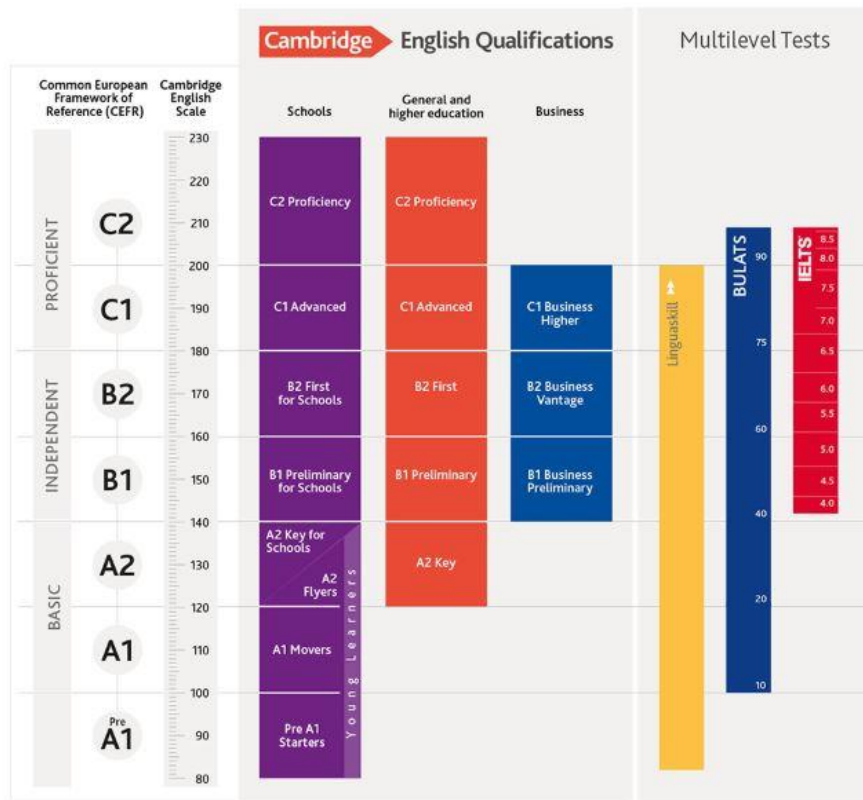 Cambridge English Qualifications
Multilevel Tests
Common European
Framework of
Reference (CEFR)
Cambridge
English
Scale
Schools
General and
higher education
Business
PROFICIENT
INDEPENDENT
BASIC
C2
C1
B2
B1
A2
A1
Pre
A1
230
220
210
200
190
180
170
160
150
140
130
120
110
100
90
80
C2 Proficiency
C1 Advanced
B2 First
for Schools
B1 Preliminary
for Schools
A2 Key for
Schools
A2
Flyers
A1 Movers
Pre A1
Starters
Young Learners
C2 Proficiency
C1 Advanced
B2 First
B1 Preliminary
A2 Key
C1 Business
Higher
B2 Business
Vantage
B1 Business
Preliminary
Linguaskill
BULATS
90
75
60
40
20
10
IELTS
8.5
8.0
7.5
7.0
6.5
6.0
5.5
5.0
4.5
4.0